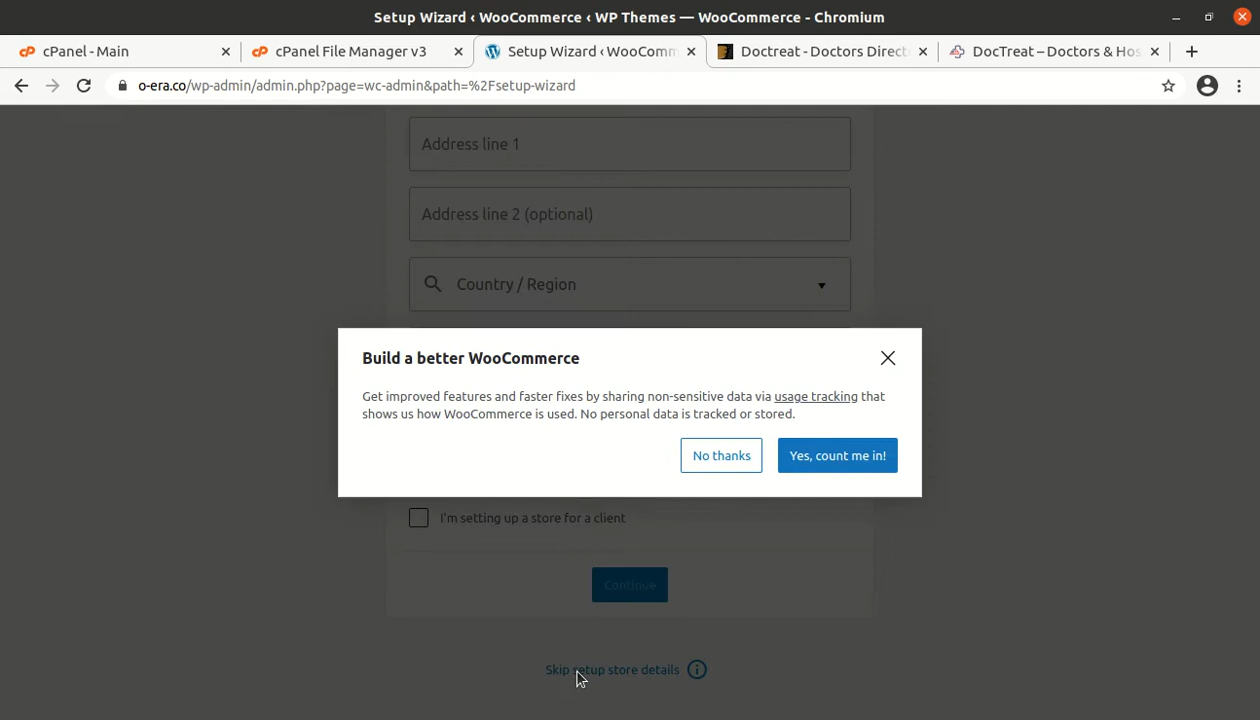 Setup Wizard ‹ WooCommerce ‹ WP Themes — WooCommerce - Chromium
cPanel - Main
cPanel File Manager v3
Setup Wizard ‹ WooComm
Doctreat - Doctors Direct
DocTreat – Doctors & Hos
o-era.co/wp-admin/admin.php?page=wc-admin&path=%2Fsetup-wizard
Address line 1
Address line 2 (optional)
Country / Region
Build a better WooCommerce
Get improved features and faster fixes by sharing non-sensitive data via usage tracking that
shows us how WooCommerce is used. No personal data is tracked or stored.
No thanks
Yes, count me in!
I'm setting up a store for a client
Continue
Skip setup store details